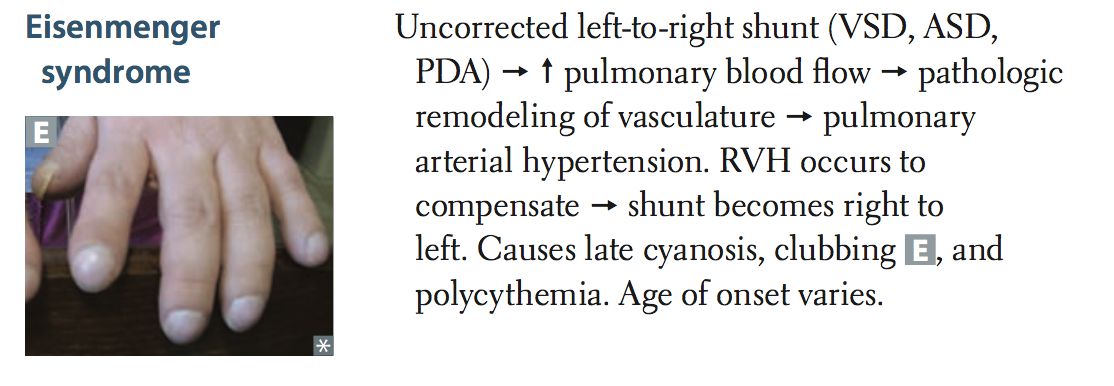 Eisenmenger
syndrome
E
*
Uncorrected left-to-right shunt (VSD, ASD,
PDA) → ↑ pulmonary blood flow → pathologic
remodeling of vasculature → pulmonary
arterial hypertension. RVH occurs to
compensate → shunt becomes right to
left. Causes late cyanosis, clubbing E, and
polycythemia. Age of onset varies.